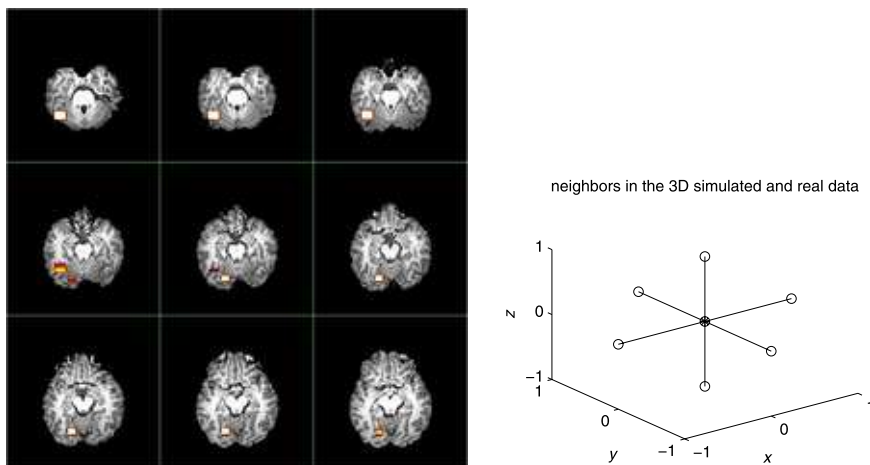 neighbors in the 3D simulated and real data
1
0
z
−1
1
0
y
−1
−1
0
x